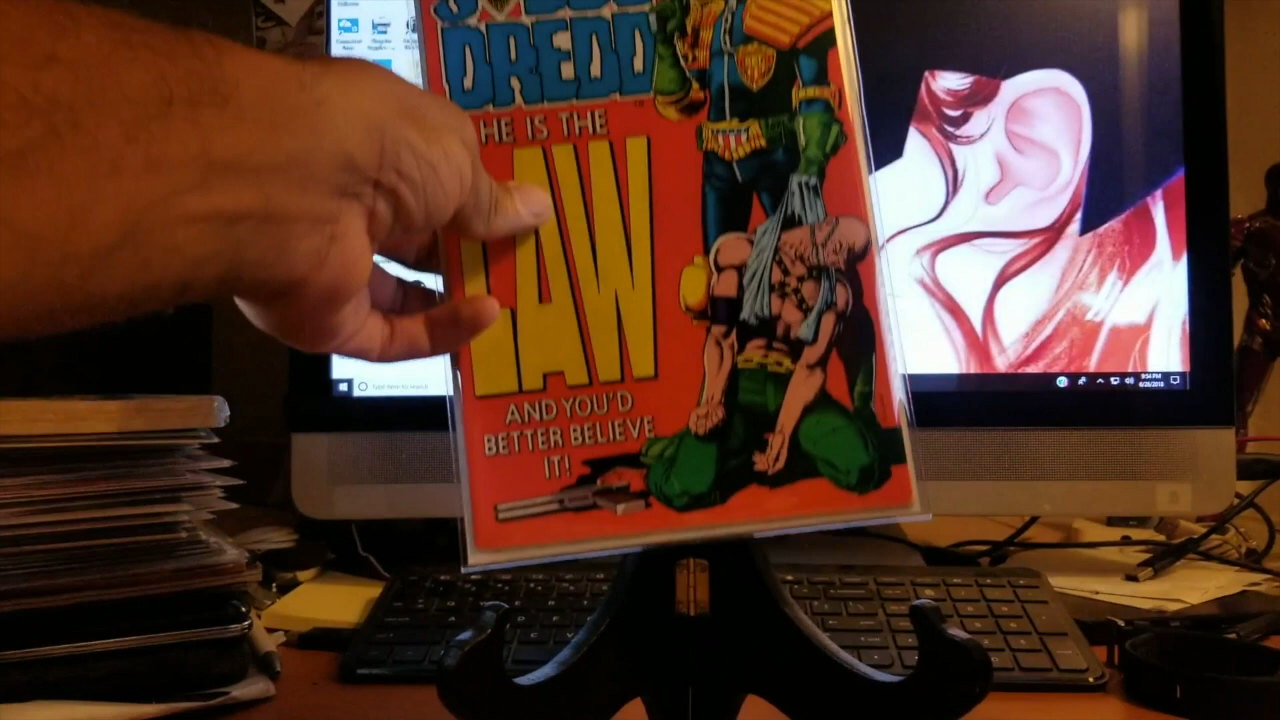 DREDD
HE IS THE
LAW
AND YOU'D
BETTER BELIEVE
IT!
Type here to search
9:54 PM
6/26/2018